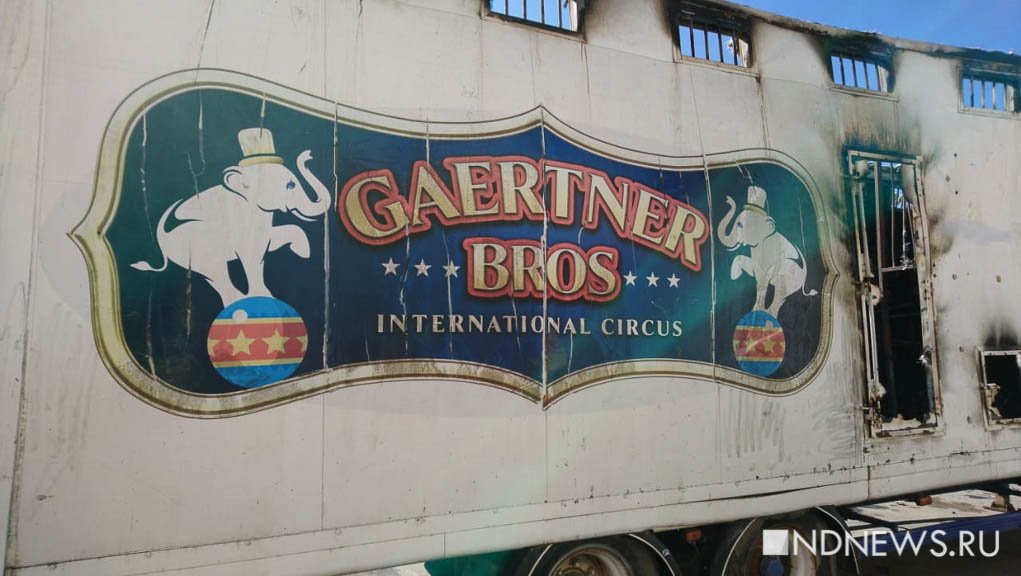 GAERTNER
BROS
INTERNATIONAL CIRCUS
NDNEWS.RU